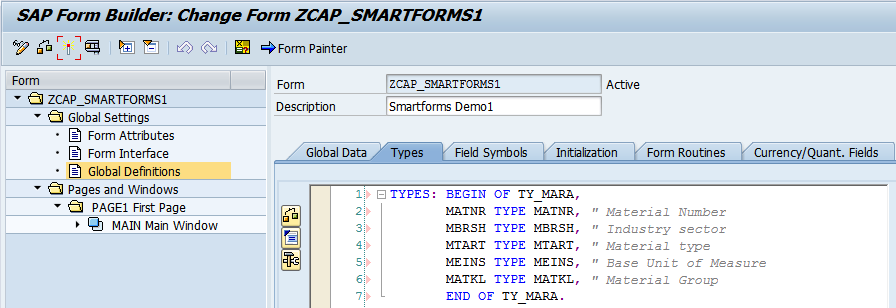 SAP Form Builder: Change Form ZCAP_SMARTFORMS1
Form Painter
Form
ZCAP_SMARTFORMS1
Global Settings
Form Attributes
Form Interface
Global Definitions
Pages and Windows
PAGE1 First Page
MAIN Main Window
Form ZCAP_SMARTFORMS1 Active
Description Smartforms Demo1
Global Data Types Field Symbols Initialization Form Routines Currency/Quant. Fields
1 TYPES: BEGIN OF TY_MARA,
2 MATNR TYPE MATNR, " Material Number
3 MBRSH TYPE MBRSH, " Industry sector
4 MTART TYPE MTART, " Material type
5 MEINS TYPE MEINS, " Base Unit of Measure
6 MATKL TYPE MATKL, " Material Group
7 END OF TY_MARA.